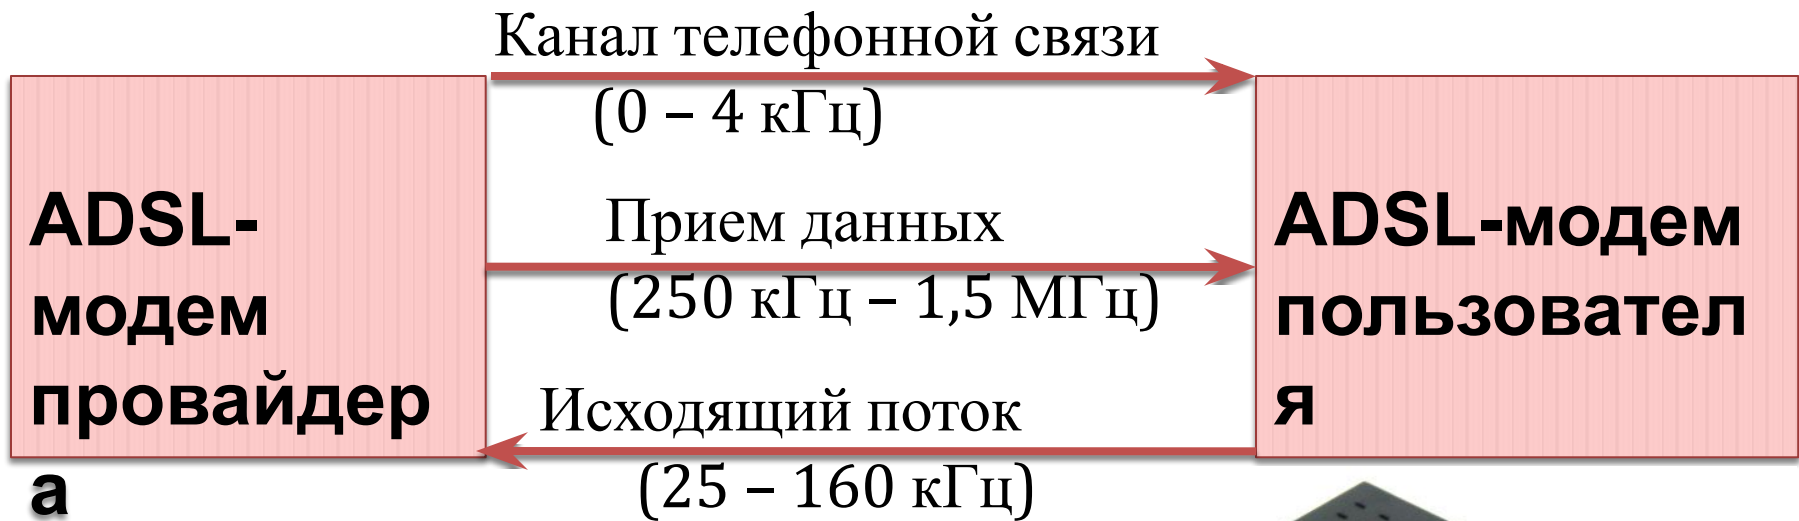 Канал телефонной связи
(0 – 4 кГц)
ADSL-
модем
провайдер
а
Прием данных
(250 кГц – 1,5 МГц)
Исходящий поток
(25 – 160 кГц)
ADSL-модем
пользовател
я